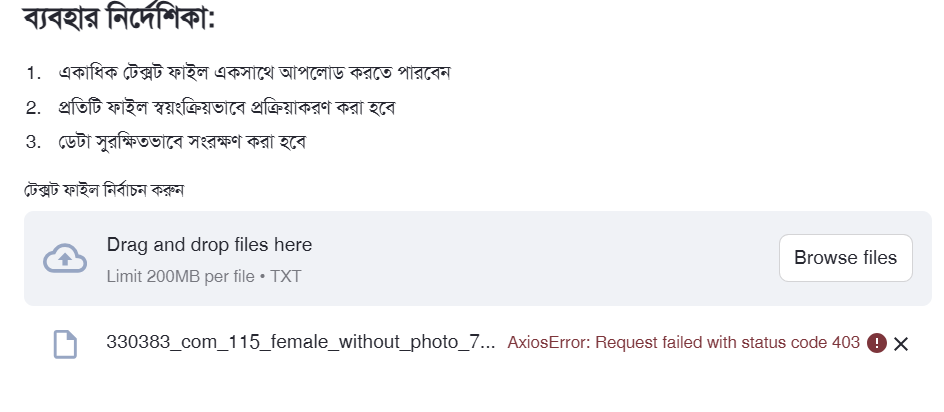 ব্যবহার নির্দেশিকা:
1. একাধিক টেক্সট ফাইল একসাথে আপলোড করতে পারবেন
2. প্রতিটি ফাইল স্বয়ংক্রিয়ভাবে প্রক্রিয়াকরণ করা হবে
3. ডেটা সুরক্ষিতভাবে সংরক্ষণ করা হবে
টেক্সট ফাইল নির্বাচন করুন
Drag and drop files here
Limit 200MB per file • TXT
Browse files
330383_com_115_female_without_photo_7... AxiosError: Request failed with status code 403